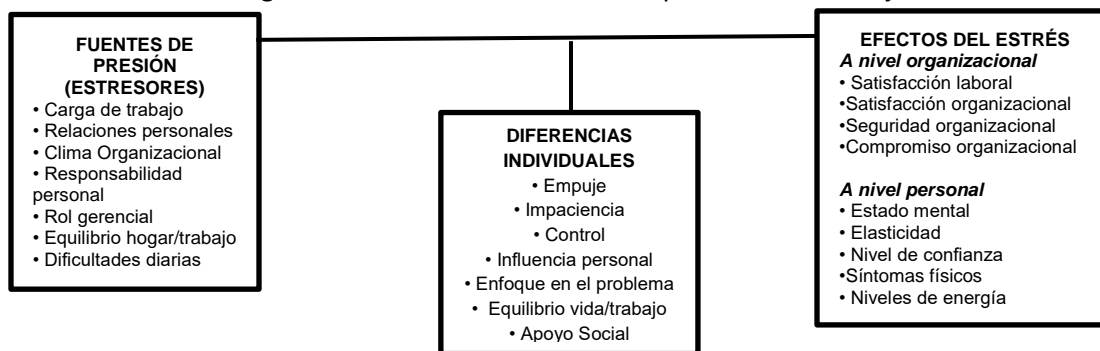 FUENTES DE
PRESIÓN
(ESTRESORES)
• Carga de trabajo
• Relaciones personales
• Clima Organizacional
• Responsabilidad
personal
• Rol gerencial
• Equilibrio hogar/trabajo
• Dificultades diarias
DIFERENCIAS
INDIVIDUALES
• Empuje
• Impaciencia
• Control
• Influencia personal
• Enfoque en el problema
• Equilibrio vida/trabajo
• Apoyo Social
EFECTOS DEL ESTRÉS
A nivel organizacional
• Satisfacción laboral
•Satisfacción organizacional
•Seguridad organizacional
•Compromiso organizacional
A nivel personal
• Estado mental
• Elasticidad
• Nivel de confianza
•Síntomas físicos
• Niveles de energía